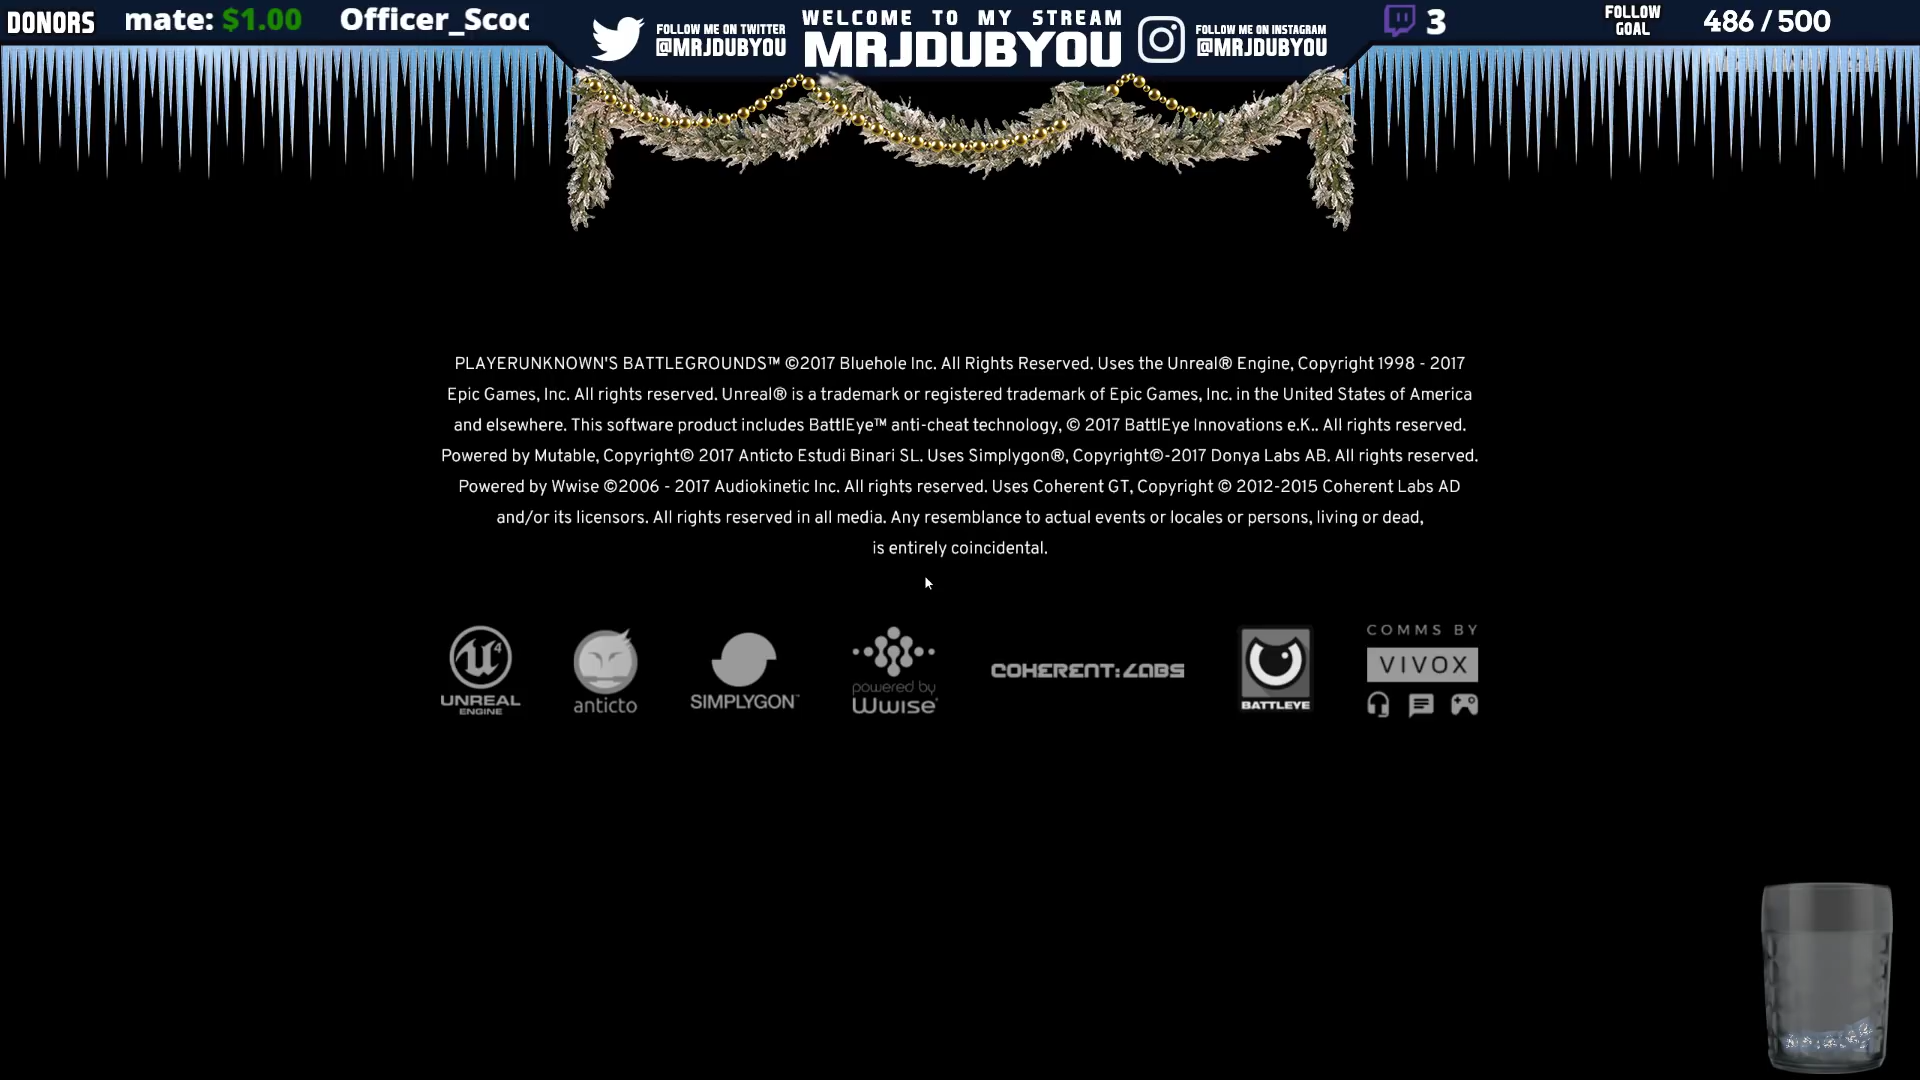 DONORS
mate: $1.00 Officer_Scoo
FOLLOW ME ON TWITTER
@MRJDUBYOU
WELCOME TO MY STREAM
MRJDUBYOU
FOLLOW ME ON INSTAGRAM
@MRJDUBYOU
3
FOLLOW
GOAL
486 / 500
PLAYERUNKNOWN'S BATTLEGROUNDS™ ©2017 Bluehole Inc. All Rights Reserved. Uses the Unreal® Engine, Copyright 1998 - 2017
Epic Games, Inc. All rights reserved. Unreal® is a trademark or registered trademark of Epic Games, Inc. in the United States of America
and elsewhere. This software product includes BattlEye™ anti-cheat technology, © 2017 BattlEye Innovations e.K.. All rights reserved.
Powered by Mutable, Copyright© 2017 Anticto Estudi Binari SL. Uses Simplygon®, Copyright©-2017 Donya Labs AB. All rights reserved.
Powered by Wwise ©2006 - 2017 Audiokinetic Inc. All rights reserved. Uses Coherent GT, Copyright © 2012-2015 Coherent Labs AD
and/or its licensors. All rights reserved in all media. Any resemblance to actual events or locales or persons, living or dead,
is entirely coincidental.
4
UNREAL
ENGINE
anticto
SIMPLYGON™
powered by
Wwise®
COHERENT:LABS
BATTLEYE
COMMS BY
VIVOX